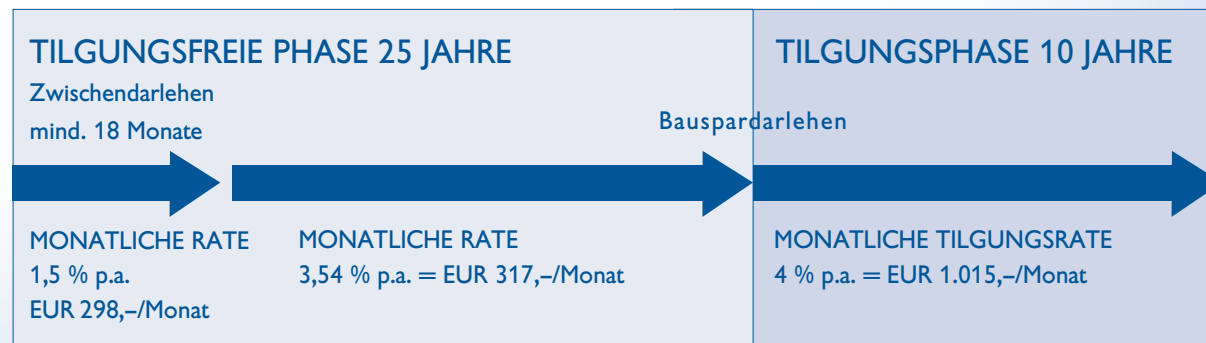 TILGUNGSFREIE PHASE 25 JAHRE
Zwischendarlehen
mind. 18 Monate
MONATLICHE RATE
1,5 % p.a.
EUR 298,–/Monat
MONATLICHE RATE
3,54 % p.a. = EUR 317,–/Monat
Bauspardarlehen
TILGUNGSPHASE 10 JAHRE
MONATLICHE TILGUNGSRATE
4 % p.a. = EUR 1.015,–/Monat